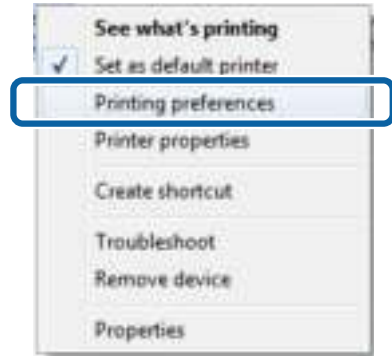 See what's printing
Set as default printer
Printing preferences
Printer properties
Create shortcut
Troubleshoot
Remove device
Properties